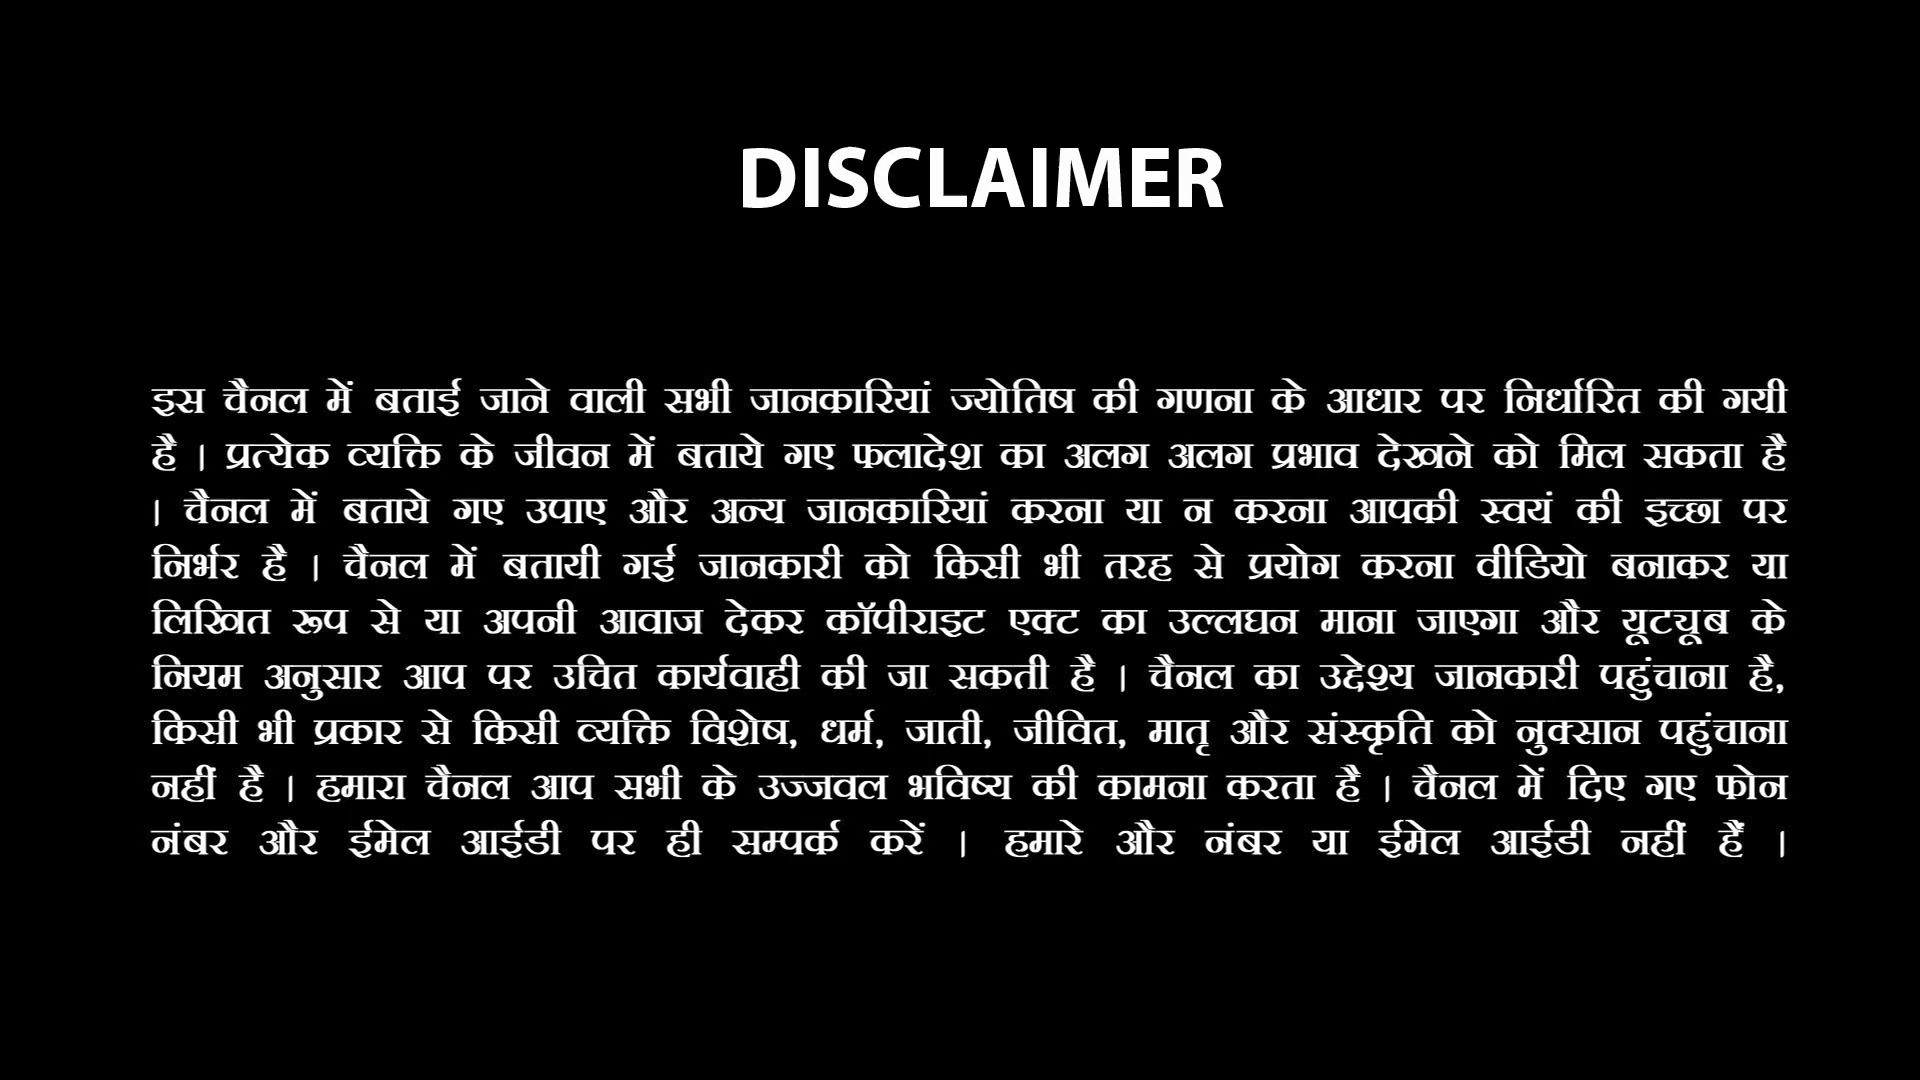 DISCLAIMER
इस चैनल में बताई जाने वाली सभी जानकारियां ज्योतिष की गणना के आधार पर निर्धारित की गयी
है । प्रत्येक व्यक्ति के जीवन में बताये गए फलादेश का अलग अलग प्रभाव देखने को मिल सकता है
। चैनल में बताये गए उपाए और अन्य जानकारियां करना या न करना आपकी स्वयं की इच्छा पर
निर्भर है । चैनल में बतायी गई जानकारी को किसी भी तरह से प्रयोग करना वीडियो बनाकर या
लिखित रूप से या अपनी आवाज देकर कॉपीराइट एक्ट का उल्लघन माना जाएगा और यूट्यूब के
नियम अनुसार आप पर उचित कार्यवाही की जा सकती है । चैनल का उद्देश्य जानकारी पहुंचाना है,
किसी भी प्रकार से किसी व्यक्ति विशेष, धर्म, जाती, जीवित, मातृ और संस्कृति को नुक्सान पहुंचाना
नहीं है । हमारा चैनल आप सभी के उज्जवल भविष्य की कामना करता है । चैनल में दिए गए फोन
नंबर और ईमेल आईडी पर ही सम्पर्क करें । हमारे और नंबर या ईमेल आईडी नहीं हैं ।